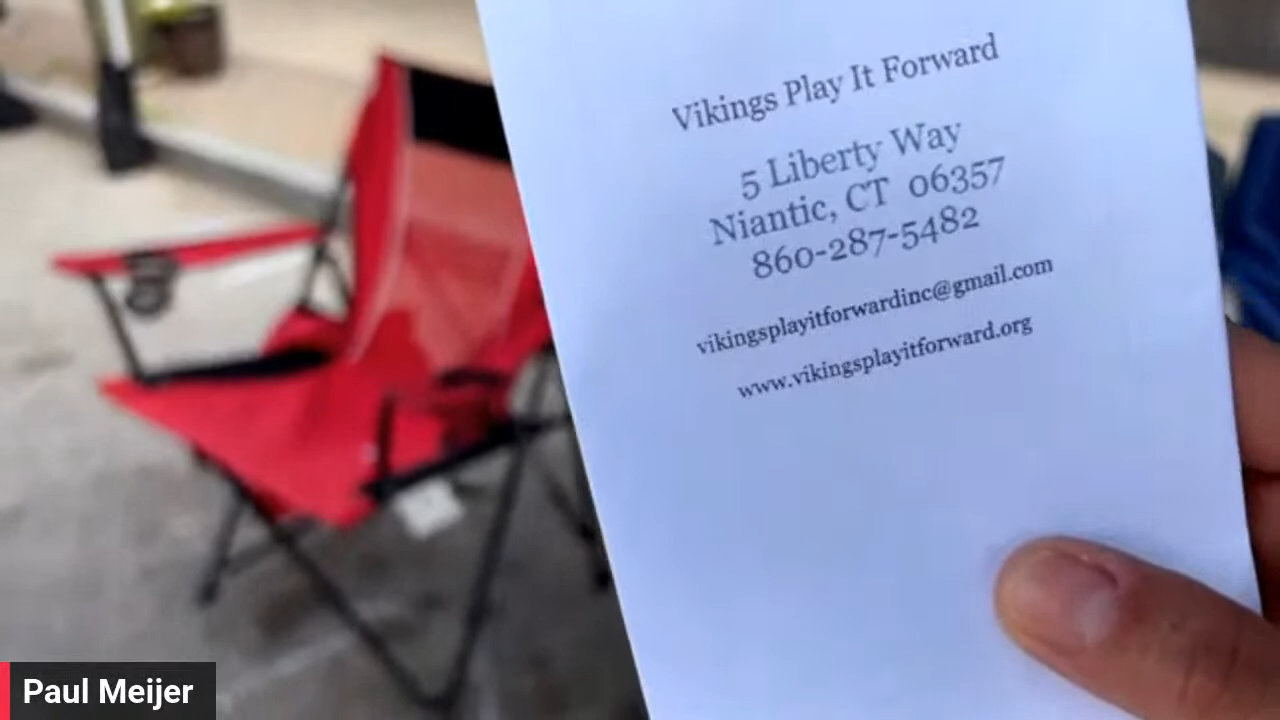 Vikings Play It Forward
5 Liberty Way
Niantic, CT 06357
860-287-5482
vikingsplayitforwardinc@gmail.com
www.vikingsplayitforward.org
Paul Meijer